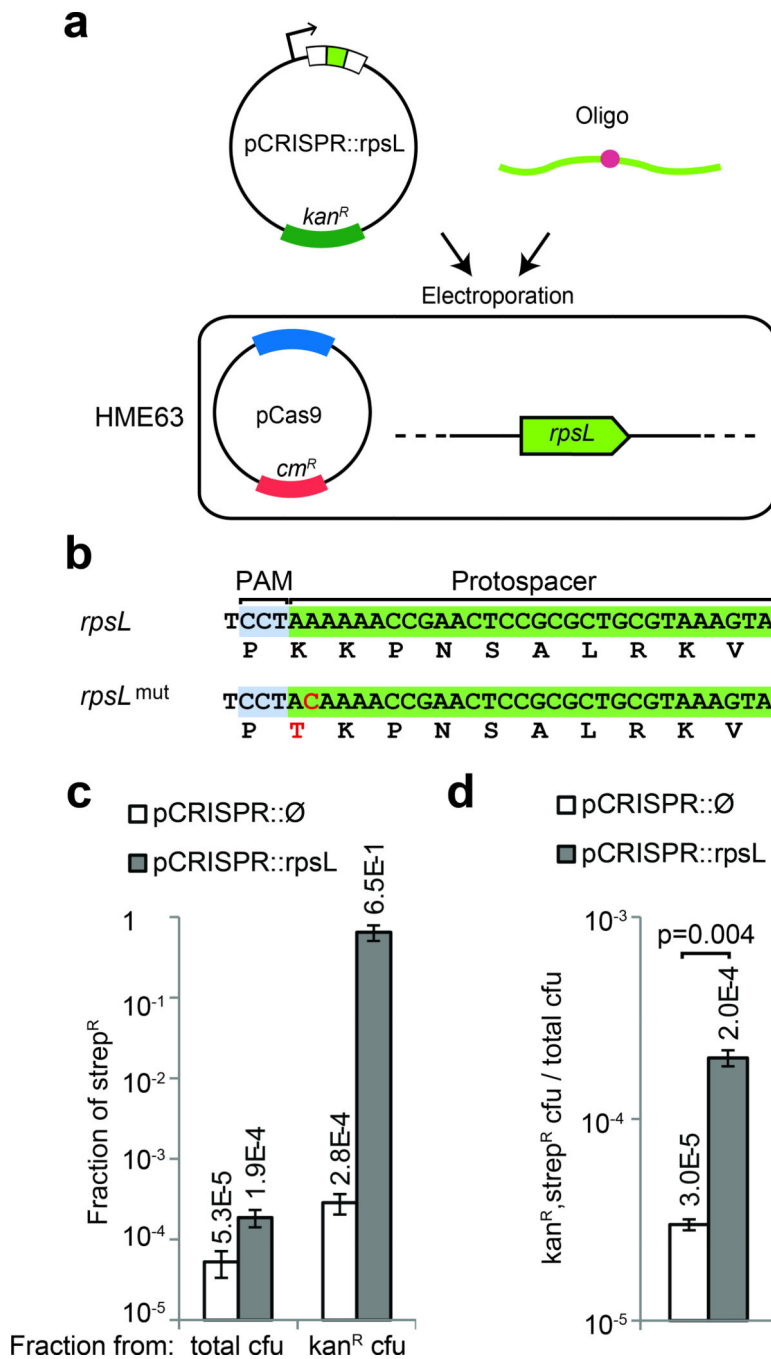 a
pCRISPR::rpsL
kanR
Oligo
Electroporation
HME63
pCas9
cmR
rpsL
b
PAM Protospacer
rpsL TCCTAAAAAACCGAACTCCGCGCTGCGTAAAGTA
P K K P N S A L R K V
rpsLmut TCCTACAAAACCGAACTCCGCGCTGCGTAAAGTA
P T K P N S A L R K V
c
pCRISPR::Ø
pCRISPR::rpsL
Fraction of strepR
1
10-1
10-2
10-3
10-4
10-5
5.3E-5
1.9E-4
2.8E-4
6.5E-1
Fraction from: total cfu kanR cfu
d
pCRISPR::Ø
pCRISPR::rpsL
kanR,strepR cfu / total cfu
10-3
10-4
10-5
p=0.004
3.0E-5
2.0E-4